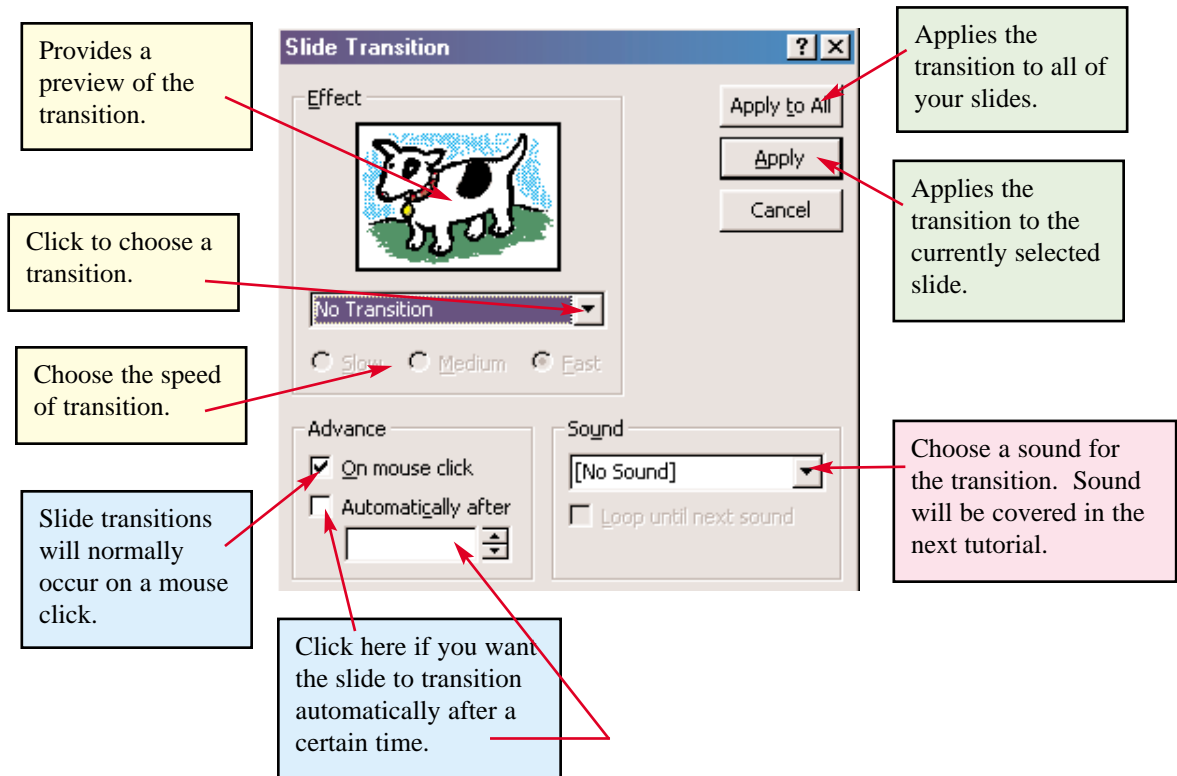 Provides a
preview of the
transition.
Click to choose a
transition.
Choose the speed
of transition.
Slide transitions
will normally
occur on a mouse
click.
Slide Transition
Effect
No Transition
Slow
Medium
Fast
Advance
On mouse click
Automatically after
Sound
[No Sound]
Loop until next sound
Apply to All
Apply
Cancel
Applies the
transition to all of
your slides.
Applies the
transition to the
currently selected
slide.
Choose a sound for
the transition.  Sound
will be covered in the
next tutorial.
Click here if you want
the slide to transition
automatically after a
certain time.